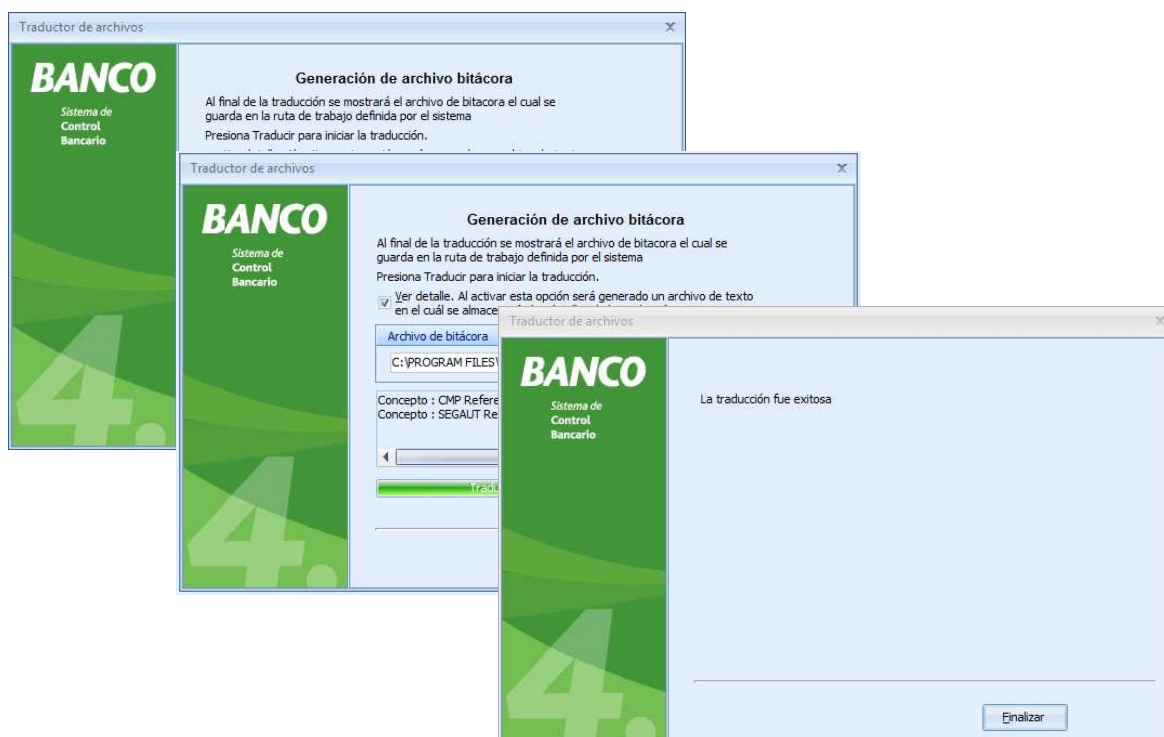 Traductor de archivos
BANCO
Sistema de
Control
Bancario
4.
Generación de archivo bitácora
Al final de la traducción se mostrará el archivo de bitacora el cual se
guarda en la ruta de trabajo definida por el sistema
Presiona Traducir para iniciar la traducción.
Traductor de archivos
BANCO
Sistema de
Control
Bancario
4.
Generación de archivo bitácora
Al final de la traducción se mostrará el archivo de bitacora el cual se
guarda en la ruta de trabajo definida por el sistema
Presiona Traducir para iniciar la traducción.
Ver detalle. Al activar esta opción será generado un archivo de texto
en el cuál se
Archivo de bitácora
C:\PROGRAM FILES\
Concepto : CMP
Concepto : SEGAUT
Traductor de archivos
BANCO
Sistema de
Control
Bancario
4.
La traducción fue exitosa
Finalizar